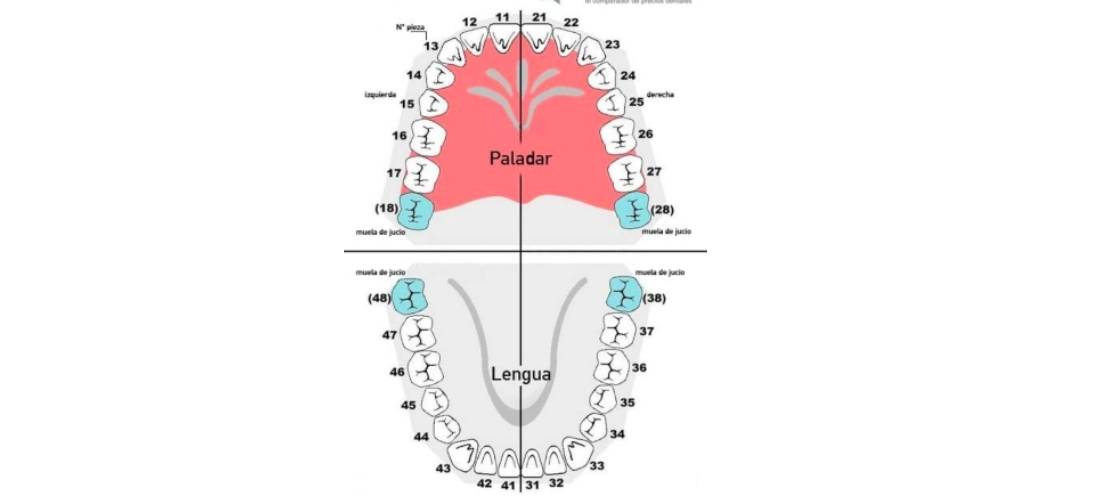 el comparador de precios dentales
12 11 21 22
Nº pieza
13 23
14 24
izquierda derecha
15 25
16 26
Paladar
17 27
(18) (28)
muela de jucio muela de jucio
muela de jucio muela de jucio
(48) (38)
47 37
46 36
Lengua
45 35
44 34
43 33
42 41 31 32